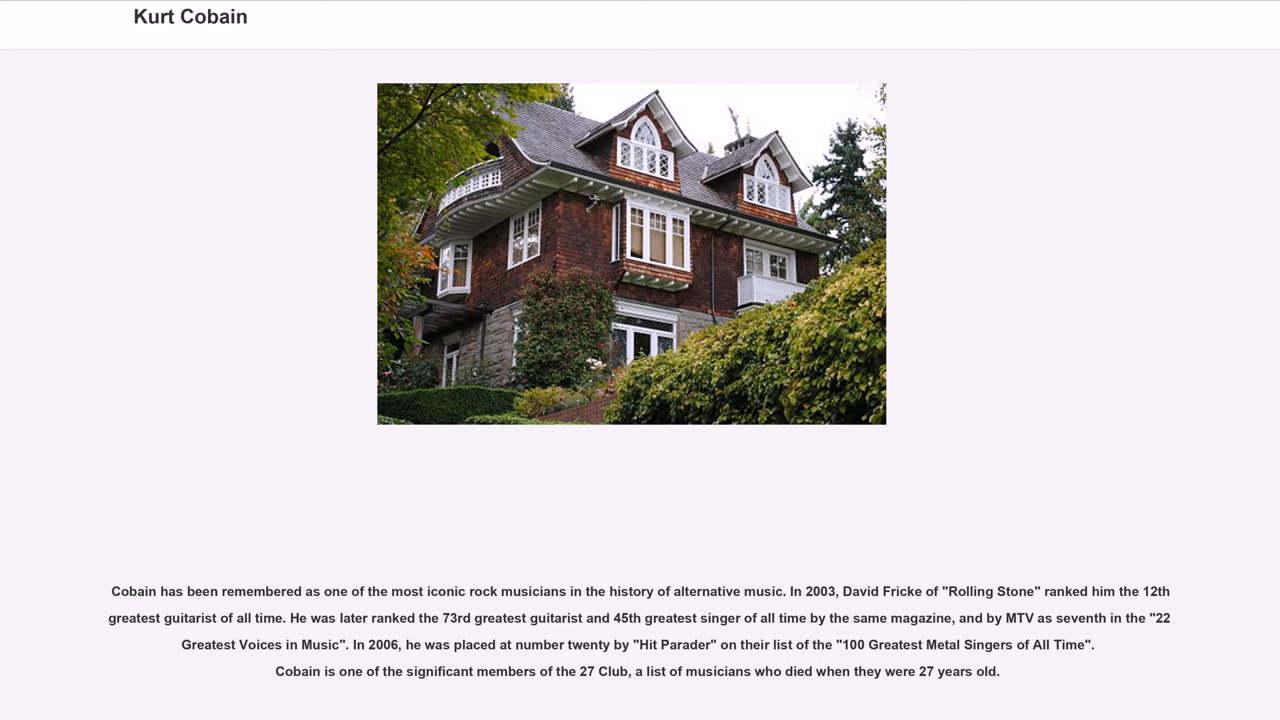 Kurt Cobain
Cobain has been remembered as one of the most iconic rock musicians in the history of alternative music. In 2003, David Fricke of "Rolling Stone" ranked him the 12th
greatest guitarist of all time. He was later ranked the 73rd greatest guitarist and 45th greatest singer of all time by the same magazine, and by MTV as seventh in the "22
Greatest Voices in Music". In 2006, he was placed at number twenty by "Hit Parader" on their list of the "100 Greatest Metal Singers of All Time".
Cobain is one of the significant members of the 27 Club, a list of musicians who died when they were 27 years old.